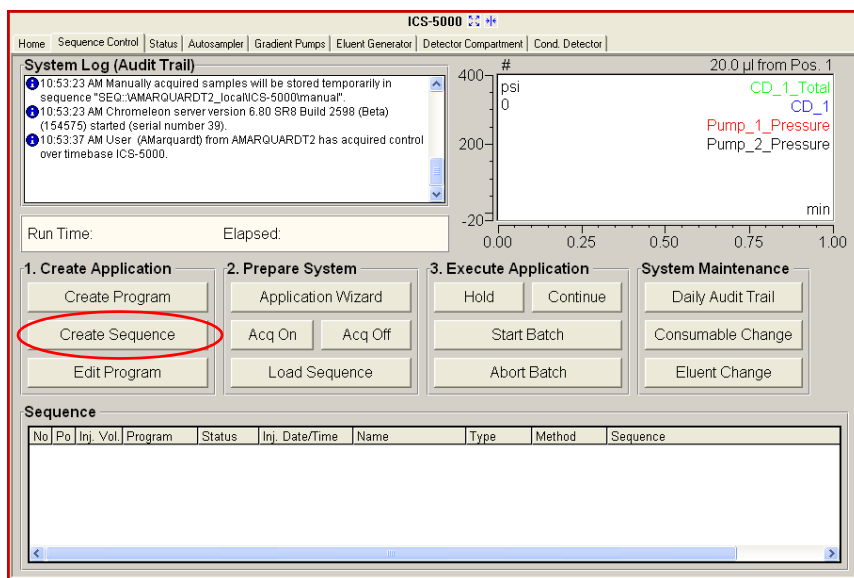 ICS-5000
Home Sequence Control Status Autosampler Gradient Pumps Eluent Generator Detector Compartment Cond. Detector
System Log (Audit Trail)
10:53:23 AM Manually acquired samples will be stored temporarily in
sequence "SEQ::\AMARQUARDT2_local\ICS-5000\manual".
10:53:23 AM Chromeleon server version 6.80 SR8 Build 2598 (Beta)
(154575) started (serial number 39).
10:53:37 AM User (AMarquardt) from AMARQUARDT2 has acquired control
over timebase ICS-5000.
Run Time: Elapsed:
# 20.0 µl from Pos. 1
400
psi
0
CD_1_Total
CD_1
Pump_1_Pressure
200
Pump_2_Pressure
min
-20
0.00 0.25 0.50 0.75 1.00
1. Create Application
Create Program
Create Sequence
Edit Program
2. Prepare System
Application Wizard
Acq On Acq Off
Load Sequence
3. Execute Application
Hold Continue
Start Batch
Abort Batch
System Maintenance
Daily Audit Trail
Consumable Change
Eluent Change
Sequence
No Po Inj. Vol. Program Status Inj. Date/Time Name Type Method Sequence